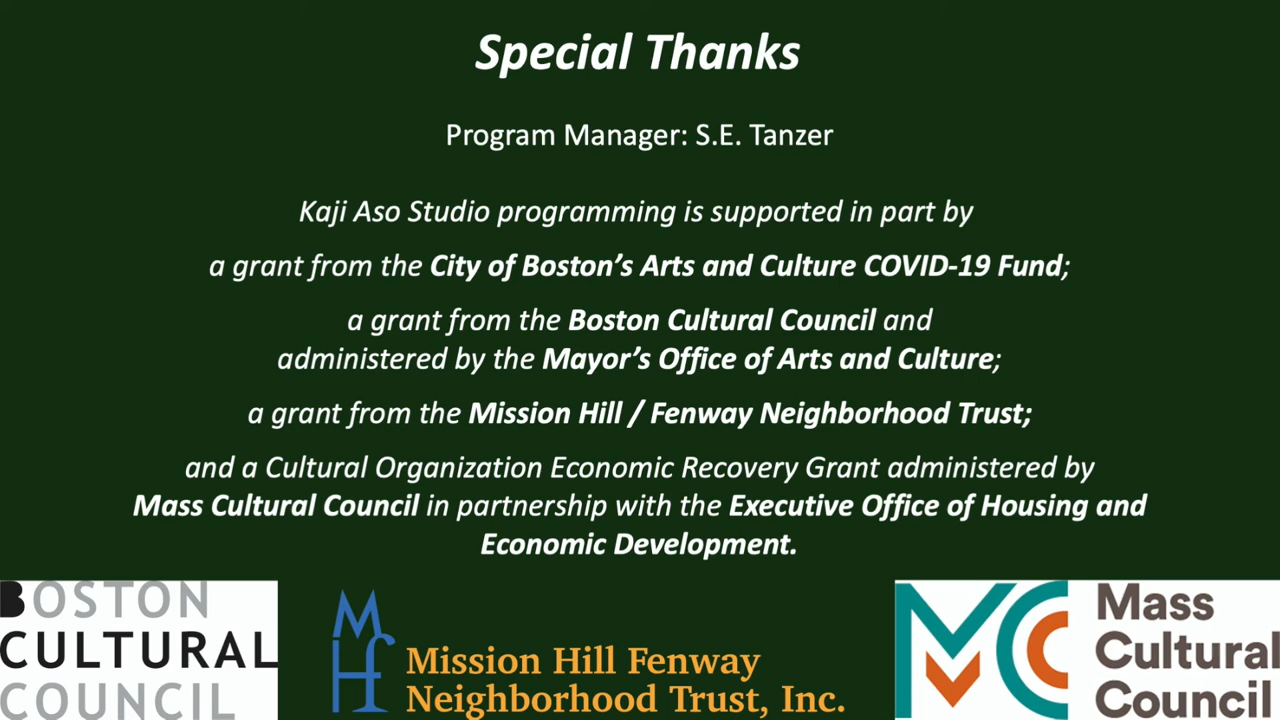 Special Thanks
Program Manager: S.E. Tanzer
Kaji Aso Studio programming is supported in part by
a grant from the City of Boston’s Arts and Culture COVID-19 Fund;
a grant from the Boston Cultural Council and
administered by the Mayor’s Office of Arts and Culture;
a grant from the Mission Hill / Fenway Neighborhood Trust;
and a Cultural Organization Economic Recovery Grant administered by
Mass Cultural Council in partnership with the Executive Office of Housing and
Economic Development.
BOSTON
CULTURAL
COUNCIL
MHF
Mission Hill Fenway
Neighborhood Trust, Inc.
MCC
Mass
Cultural
Council